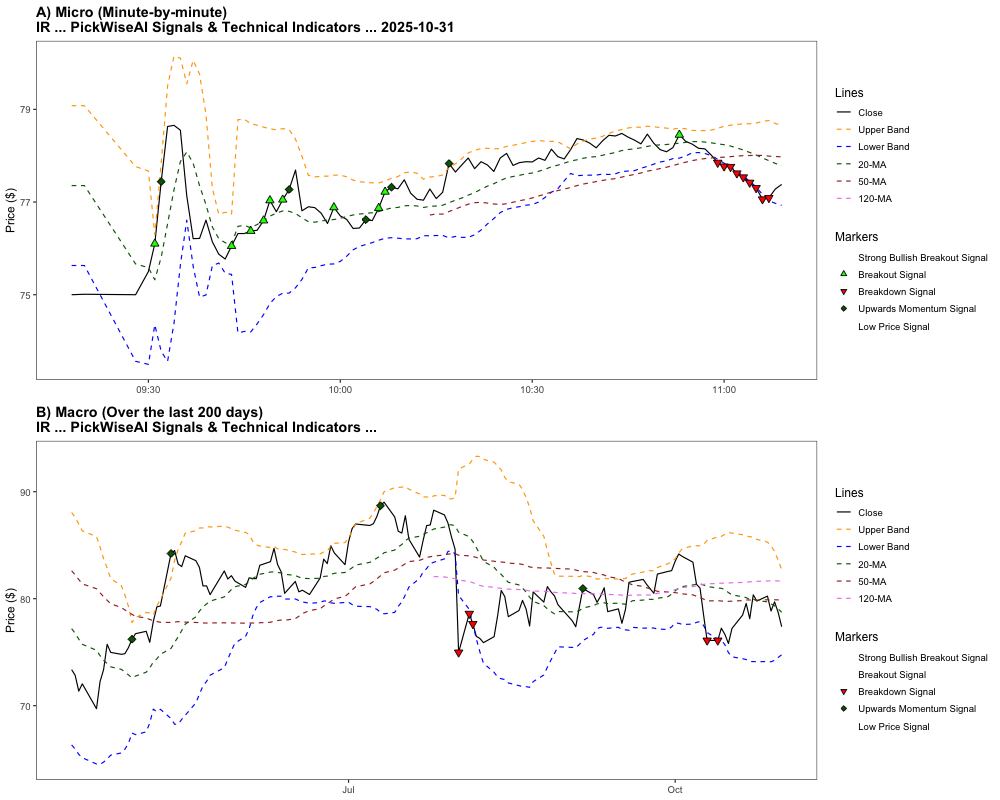 A) Micro (Minute-by-minute)
IR ... PickWiseAI Signals & Technical Indicators ... 2025-10-31
Price ($)
79
77
75
09:30
10:00
10:30
11:00
Lines
Close
Upper Band
Lower Band
20-MA
50-MA
120-MA
Markers
Strong Bullish Breakout Signal
Breakout Signal
Breakdown Signal
Upwards Momentum Signal
Low Price Signal
B) Macro (Over the last 200 days)
IR ... PickWiseAI Signals & Technical Indicators ...
Price ($)
90
80
70
Jul
Oct
Lines
Close
Upper Band
Lower Band
20-MA
50-MA
120-MA
Markers
Strong Bullish Breakout Signal
Breakout Signal
Breakdown Signal
Upwards Momentum Signal
Low Price Signal